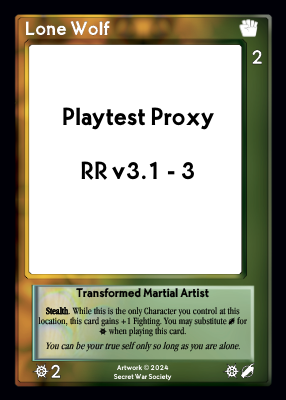 Lone Wolf
2
Playtest Proxy
RR v3.1 - 3
Transformed Martial Artist
Stealth. While this is the only Character you control at this
location, this card gains +1 Fighting. You may substitute for
when playing this card.
You can be your true self only so long as you are alone.
2
Artwork © 2024
Secret War Society